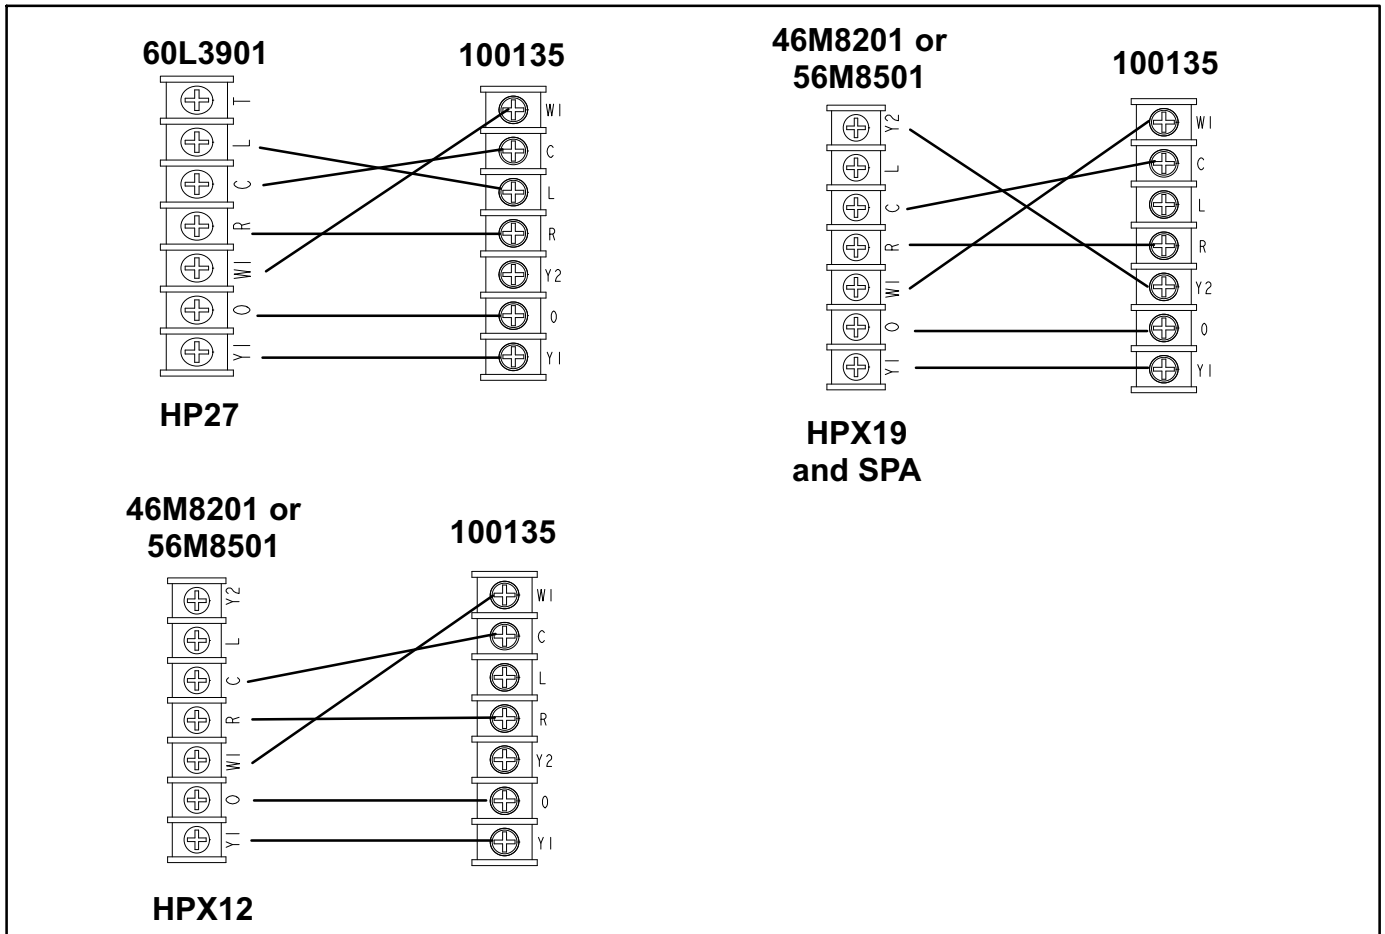 60L3901
100135
T
L
C
R
W1
O
Y1
W1
C
L
R
Y2
O
Y1
HP27
46M8201 or
56M8501
100135
Y2
L
C
R
W1
O
Y1
W1
C
L
R
Y2
O
Y1
HPX19
and SPA
46M8201 or
56M8501
100135
Y2
L
C
R
W1
O
Y1
W1
C
L
R
Y2
O
Y1
HPX12